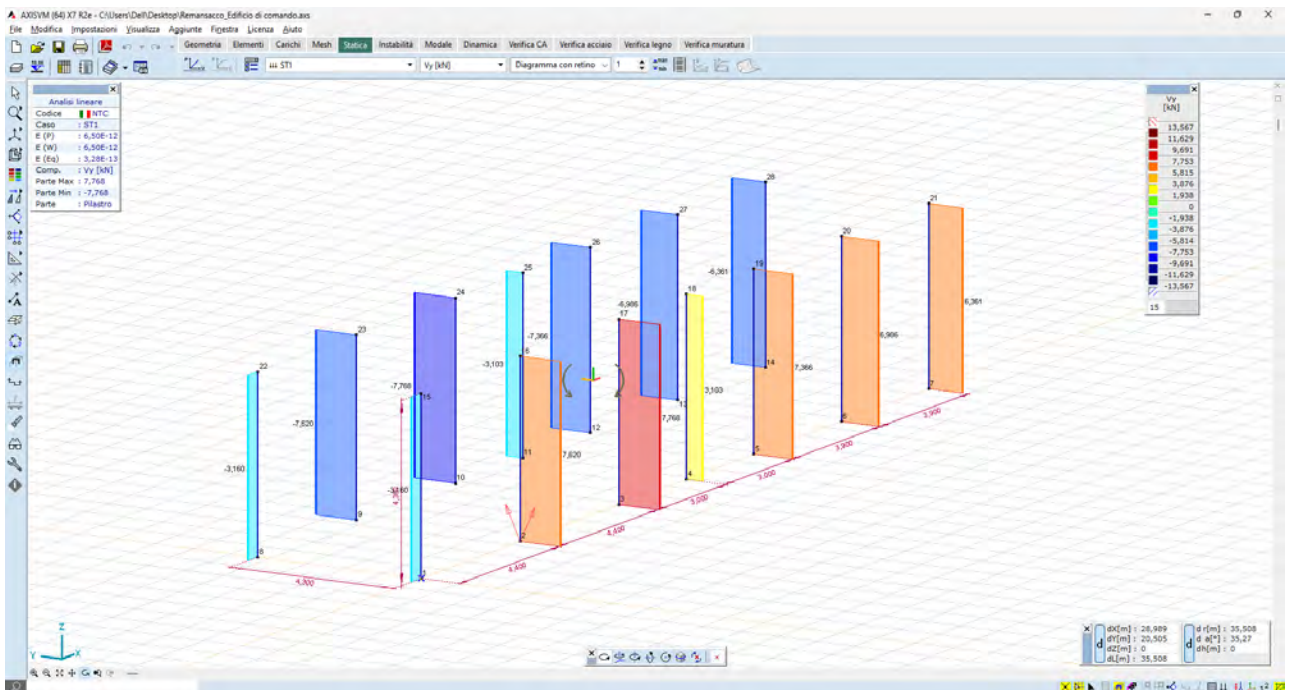 AXISVM (64) X7 R2e - C:\Users\Dell\Desktop\Remansacco_Edificio di comando.axs
File Modifica Impostazioni Visualizza Aggiunte Finestra Licenza Aiuto
Geometria Elementi Carichi Mesh Statica Instabilità Modale Dinamica Verifica CA Verifica acciaio Verifica legno Verifica muratura
ST1 Vy [kN] Diagramma con retino 1
Analisi lineare
Codice NTC
Caso : ST1
E (P) : 6,50E-12
E (W) : 6,50E-12
E (Eq) : 3,28E-13
Comp. : Vy [kN]
Parte Max : 7,768
Parte Min : -7,768
Parte : Pilastro
Vy
[kN]
13,567
11,629
9,691
7,753
5,815
3,876
1,938
0
-1,938
-3,876
-5,814
-7,753
-9,691
-11,629
-13,567
15
28
21
27
20
26
-6,361
19
25
18
6,361
24
-6,986
17
6,986
23
-7,366
6
14
7,366
22
-3,103
7
-7,768
15
13
7,768
3,103
3,900
-7,620
12
6
11
7,620
5
3,900
-3,160
10
4
3,000
9
3
3,000
2
4,400
8
4,400
1
4,000
Z
Y
X
dX[m] : 28,989
dY[m] : 20,505
dZ[m] : 0
dL[m] : 35,508
d
d r[m] : 35,508
d a[°] : 35,27
dh[m] : 0
d